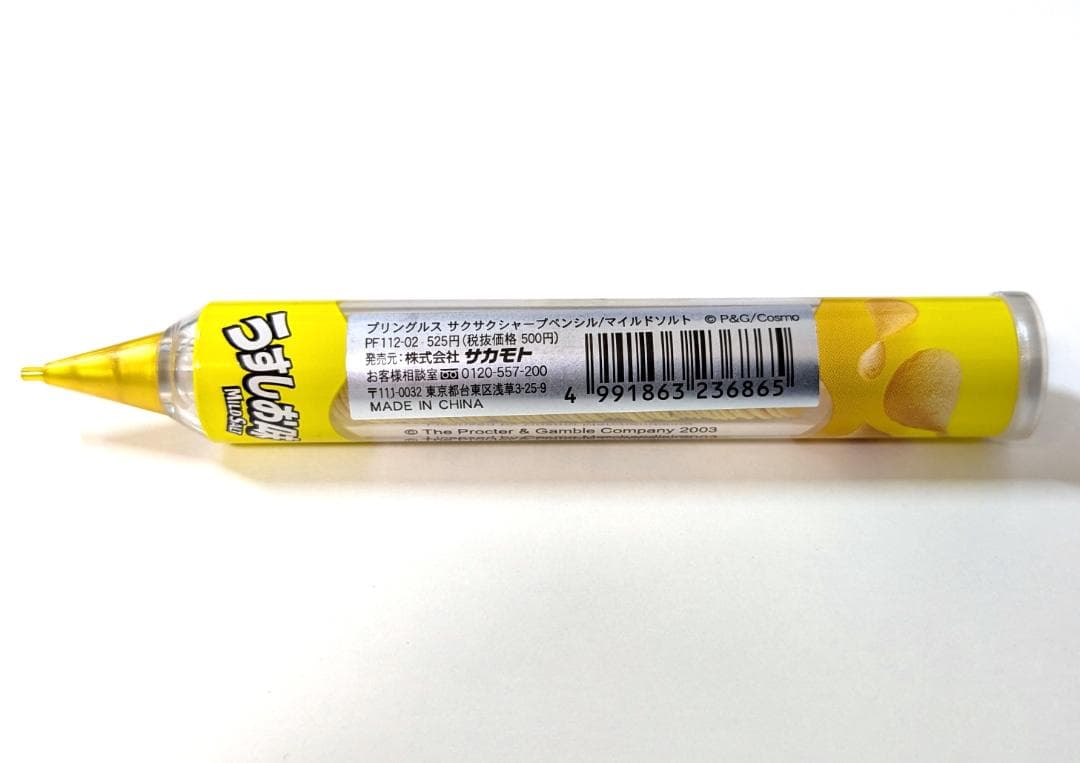 うすしお味
MILD SALT
プリングルス サクサクシャープペンシル/マイルドソルト © P&G/Cosmo
PF112-02 525円(税抜価格 500円)
発売元:株式会社 サカモト
お客様相談室 0120-557-200
〒111-0032 東京都台東区浅草3-25-9
MADE IN CHINA
4 991863 236865
© The Procter & Gamble Company 2003